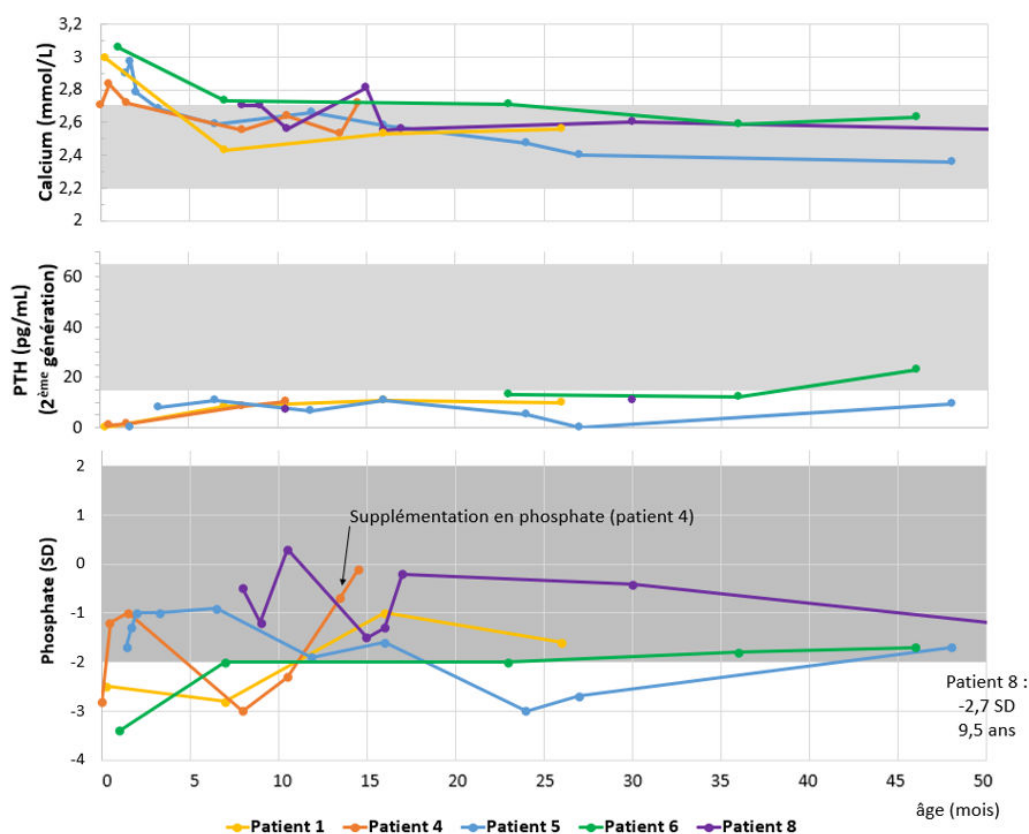 3,2
3
2,8
2,6
2,4
2,2
2
Calcium (mmol/L)
60
40
20
0
PTH (pg/mL)
(2ème génération)
2
1
0
-1
-2
-3
-4
Phosphate (SD)
Supplémentation en phosphate (patient 4)
Patient 8 :
-2,7 SD
9,5 ans
0 5 10 15 20 25 30 35 40 45 50
âge (mois)
Patient 1 Patient 4 Patient 5 Patient 6 Patient 8